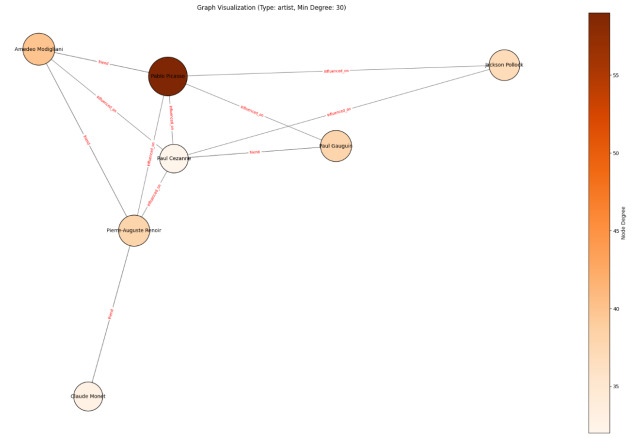 Graph Visualization (Type: artist, Min Degree: 30)
Amedeo Modigliani
friend
Pablo Picasso
influenced_on
Jackson Pollock
influenced_on
influenced_on
influenced_on
influenced_on
Paul Gauguin
friend
influenced_on
Paul Cezanne
friend
influenced_on
Pierre-Auguste Renoir
friend
Claude Monet
55
50
45
40
35
Node Degree